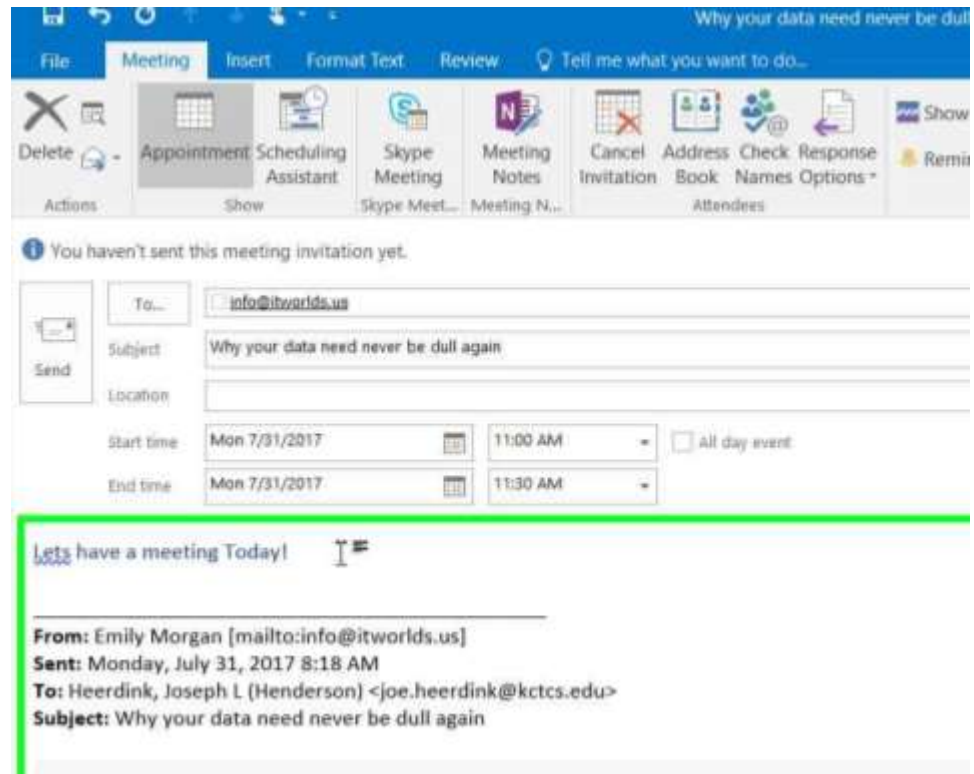 Why your data need never be dull
File Meeting Insert Format Text Review Tell me what you want to do...
Delete Appointment Scheduling Assistant Skype Meeting Meeting Notes Cancel Invitation Address Book Check Names Response Options Show Remin
Actions Show Skype Meet... Meeting N... Attendees
You haven't sent this meeting invitation yet.
To... info@itworlds.us
Subject Why your data need never be dull again
Send
Location
Start time Mon 7/31/2017 11:00 AM All day event
End time Mon 7/31/2017 11:30 AM
Lets have a meeting Today!
From: Emily Morgan [mailto:info@itworlds.us]
Sent: Monday, July 31, 2017 8:18 AM
To: Heerdink, Joseph L (Henderson) <joe.heerdink@kctcs.edu>
Subject: Why your data need never be dull again